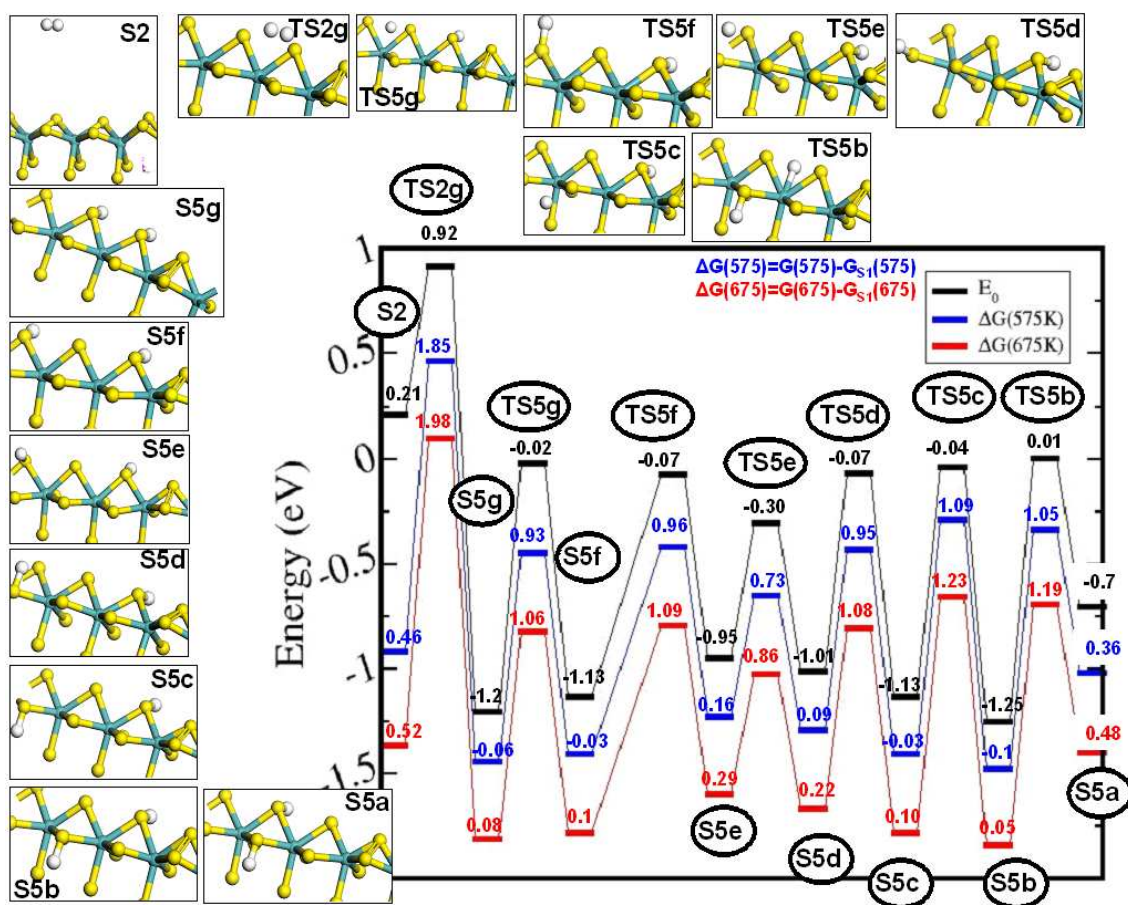 S2
TS2g
TS5g
TS5f
TS5e
TS5d
TS5c
TS5b
S5g
S5f
S5e
S5d
S5c
S5b
S5a
TS2g
0.92
ΔG(575)=G(575)-G_S1(575)
ΔG(675)=G(675)-G_S1(675)
E_0
ΔG(575K)
ΔG(675K)
Energy (eV)
1
0.5
0
-0.5
-1
-1.5
S2
0.21
0.46
0.52
1.85
1.98
S5g
-1.2
-0.06
0.08
TS5g
-0.02
0.93
1.06
S5f
-1.13
-0.03
0.1
TS5f
-0.07
0.96
1.09
-0.95
0.16
0.29
S5e
TS5e
-0.30
0.73
0.86
-1.01
0.09
0.22
S5d
TS5d
-0.07
0.95
1.08
-1.13
-0.03
0.10
S5c
TS5c
-0.04
1.09
1.23
-1.25
-0.1
0.05
S5b
TS5b
0.01
1.05
1.19
-0.7
0.36
0.48
S5a